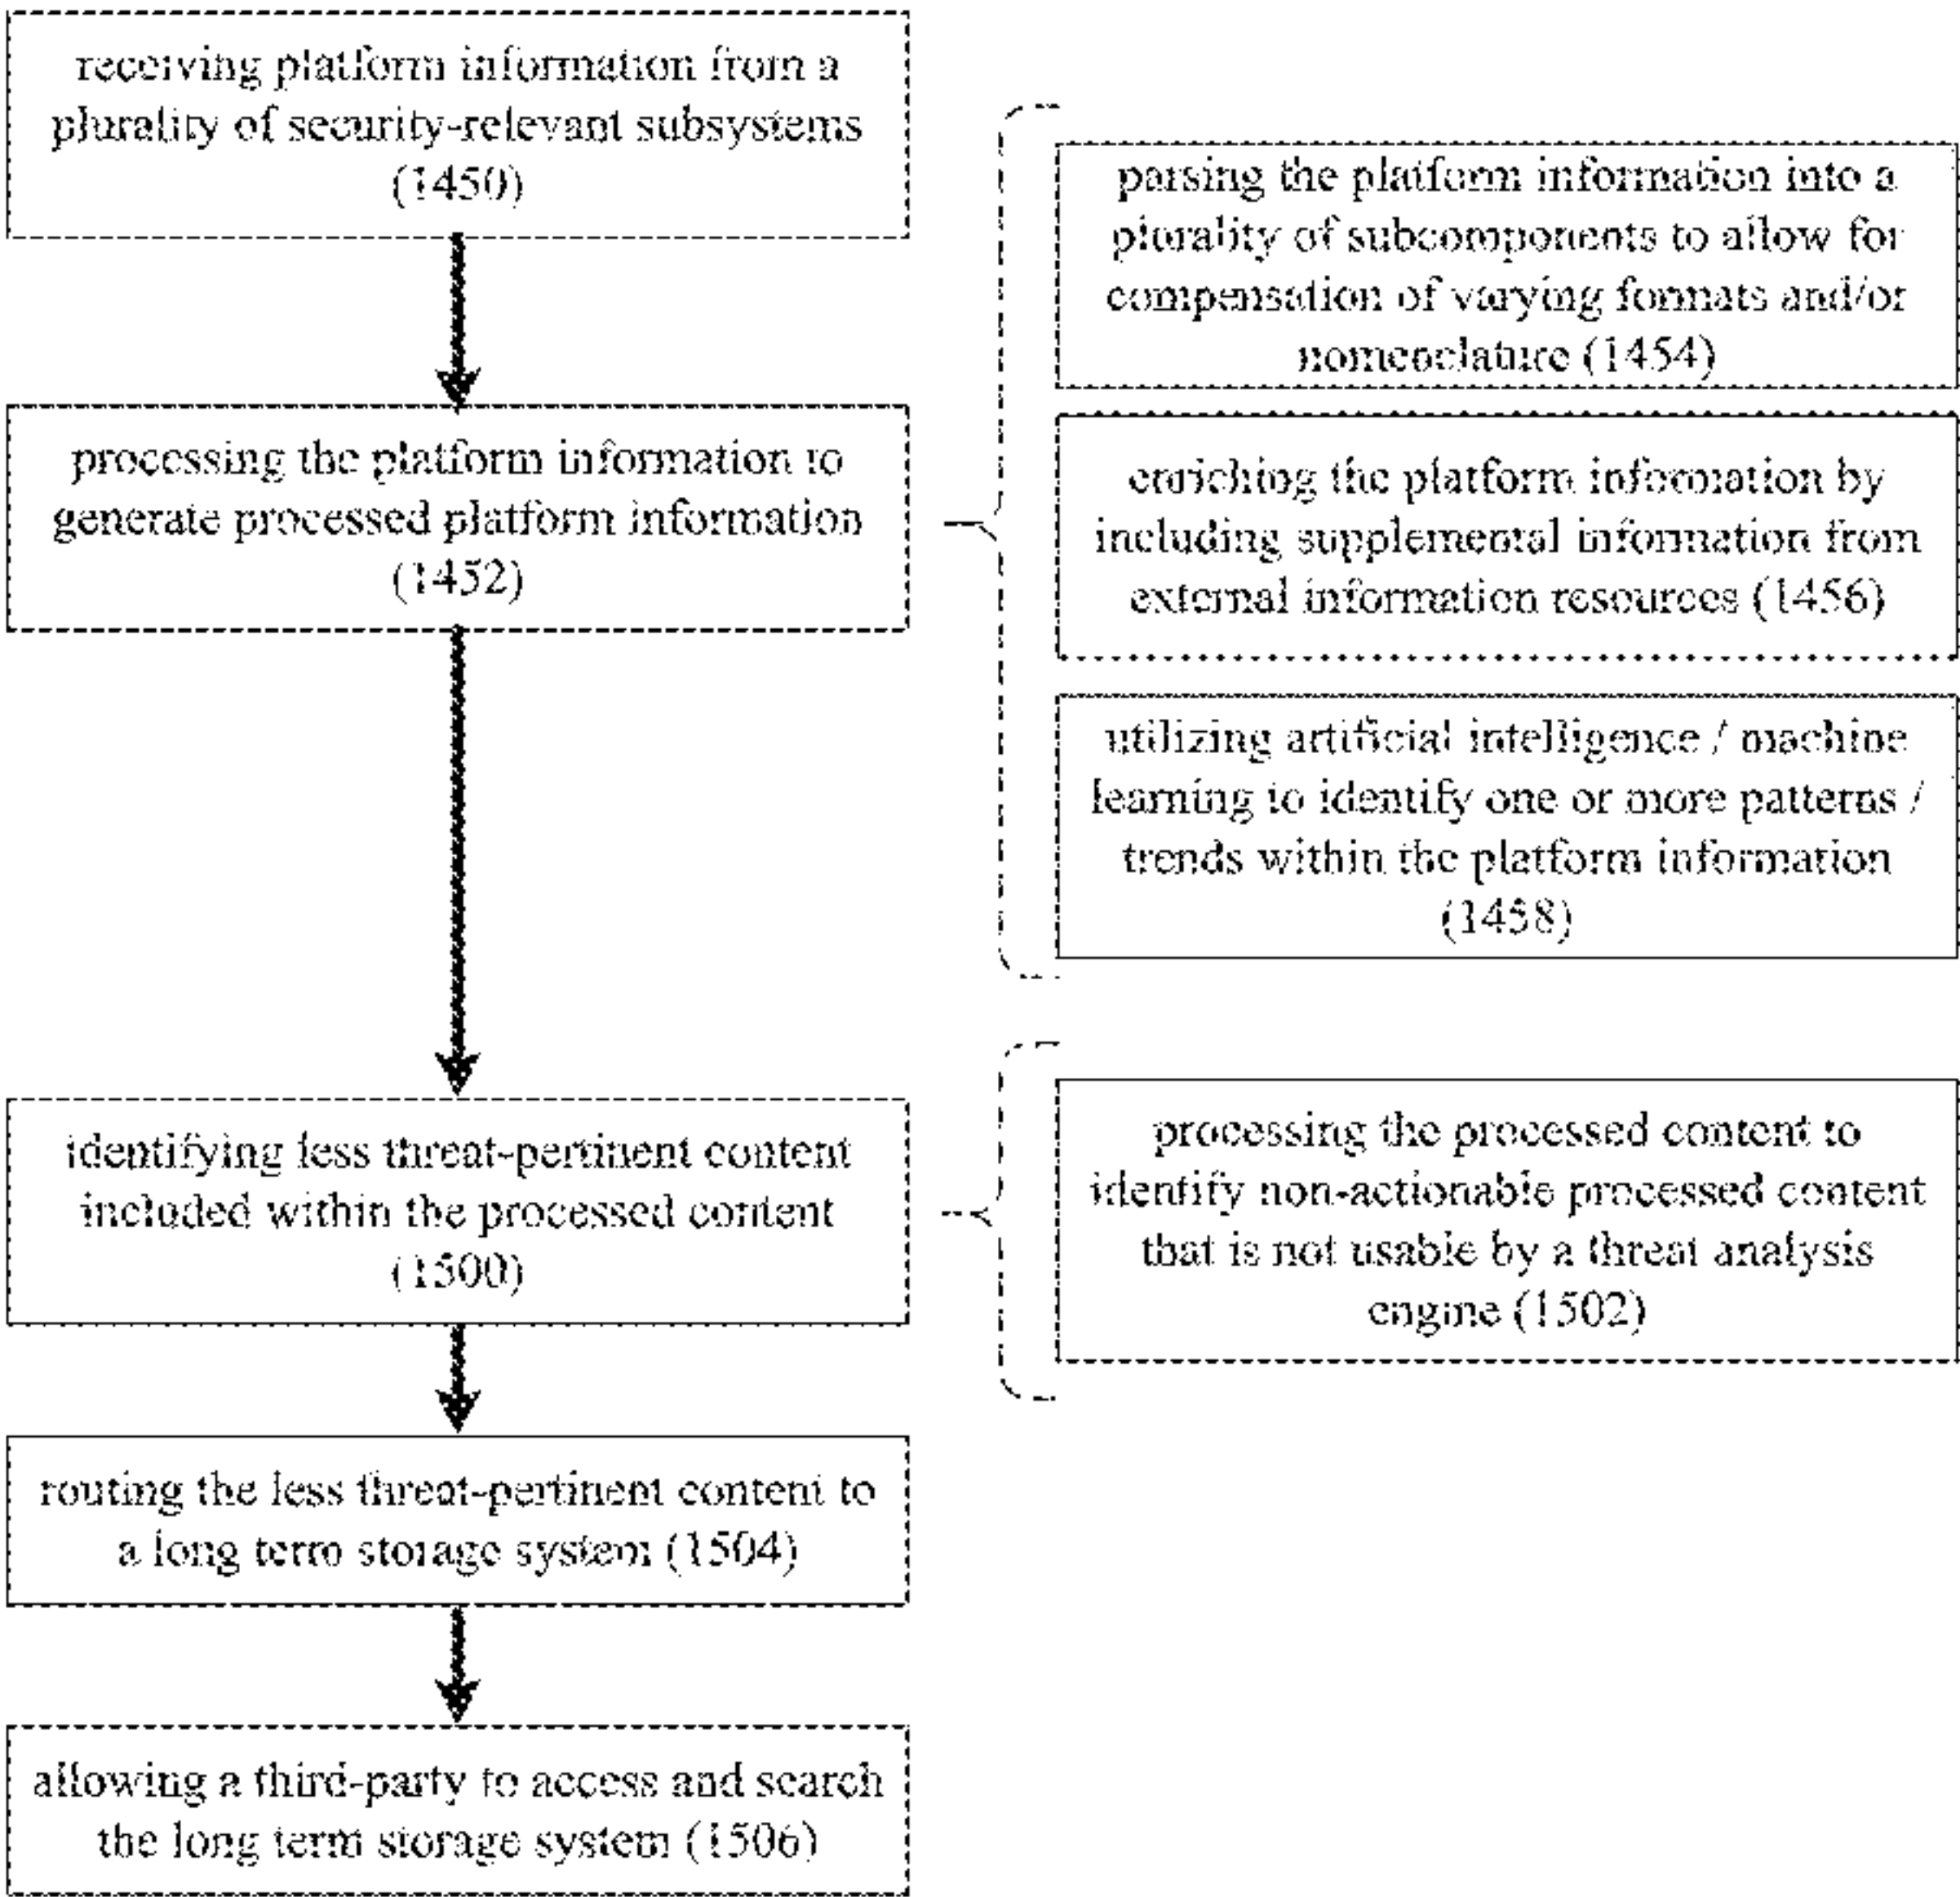 receiving platform information from a
plurality of security-relevant subsystems
(1450)
processing the platform information to
generate processed platform information
(1452)
parsing the platform information into a
plurality of subcomponents to allow for
compensation of varying formats and/or
nomenclature (1454)
enriching the platform information by
including supplemental information from
external information resources (1456)
utilizing artificial intelligence / machine
learning to identify one or more patterns /
trends within the platform information
(1458)
identifying less threat-pertinent content
included within the processed content
(1500)
processing the processed content to
identify non-actionable processed content
that is not usable by a threat analysis
engine (1502)
routing the less threat-pertinent content to
a long term storage system (1504)
allowing a third-party to access and search
the long term storage system (1506)